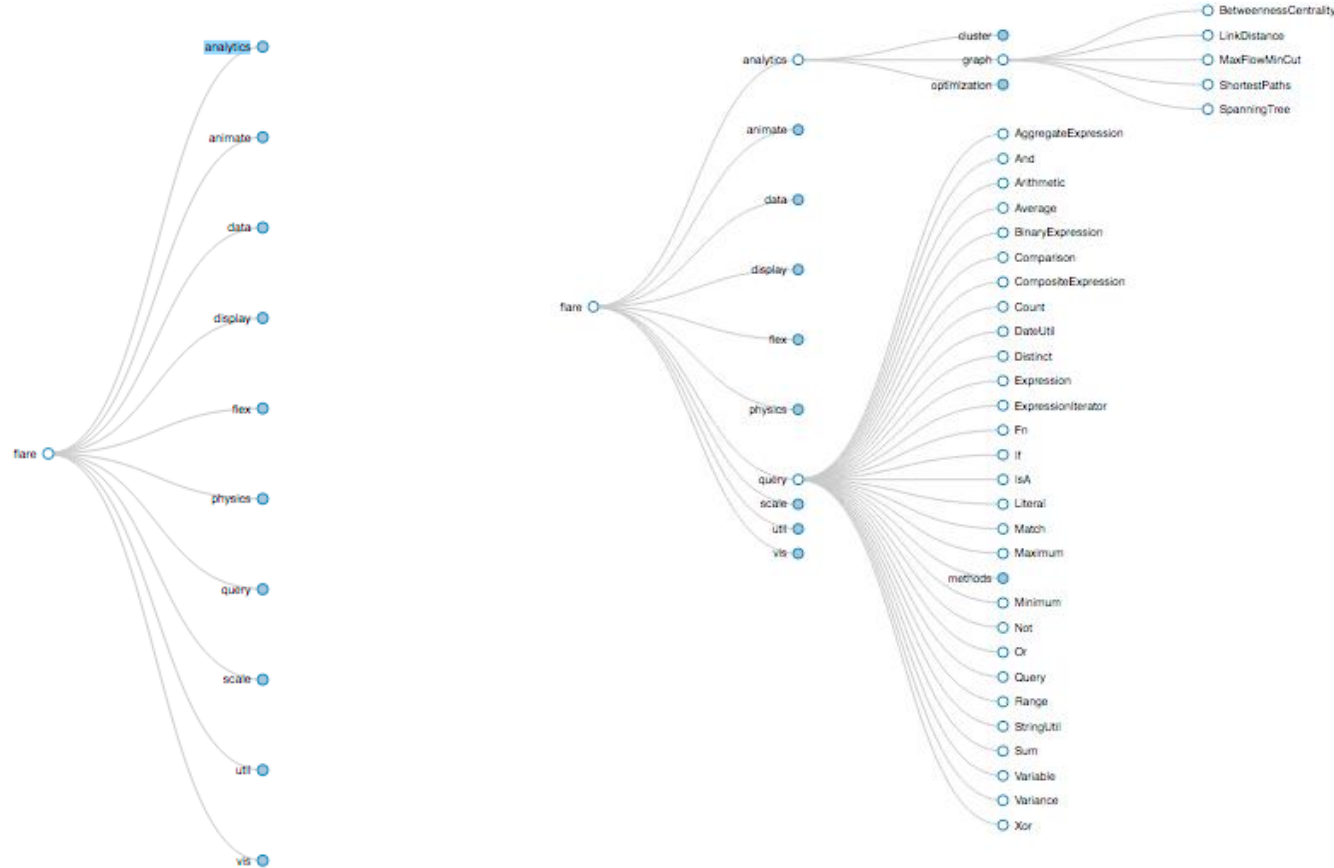 analytics
animate
data
display
flex
flare
physics
query
scale
util
vis
analytics
cluster
graph
optimization
BetweennessCentrality
LinkDistance
MaxFlowMinCut
ShortestPaths
SpanningTree
animate
data
display
flare
flex
physics
query
scale
util
vis
AggregateExpression
And
Arithmetic
Average
BinaryExpression
Comparison
CompositeExpression
Count
DateUtil
Distinct
Expression
ExpressionIterator
Fn
If
IsA
Literal
Match
Maximum
methods
Minimum
Not
Or
Query
Range
StringUtil
Sum
Variable
Variance
Xor